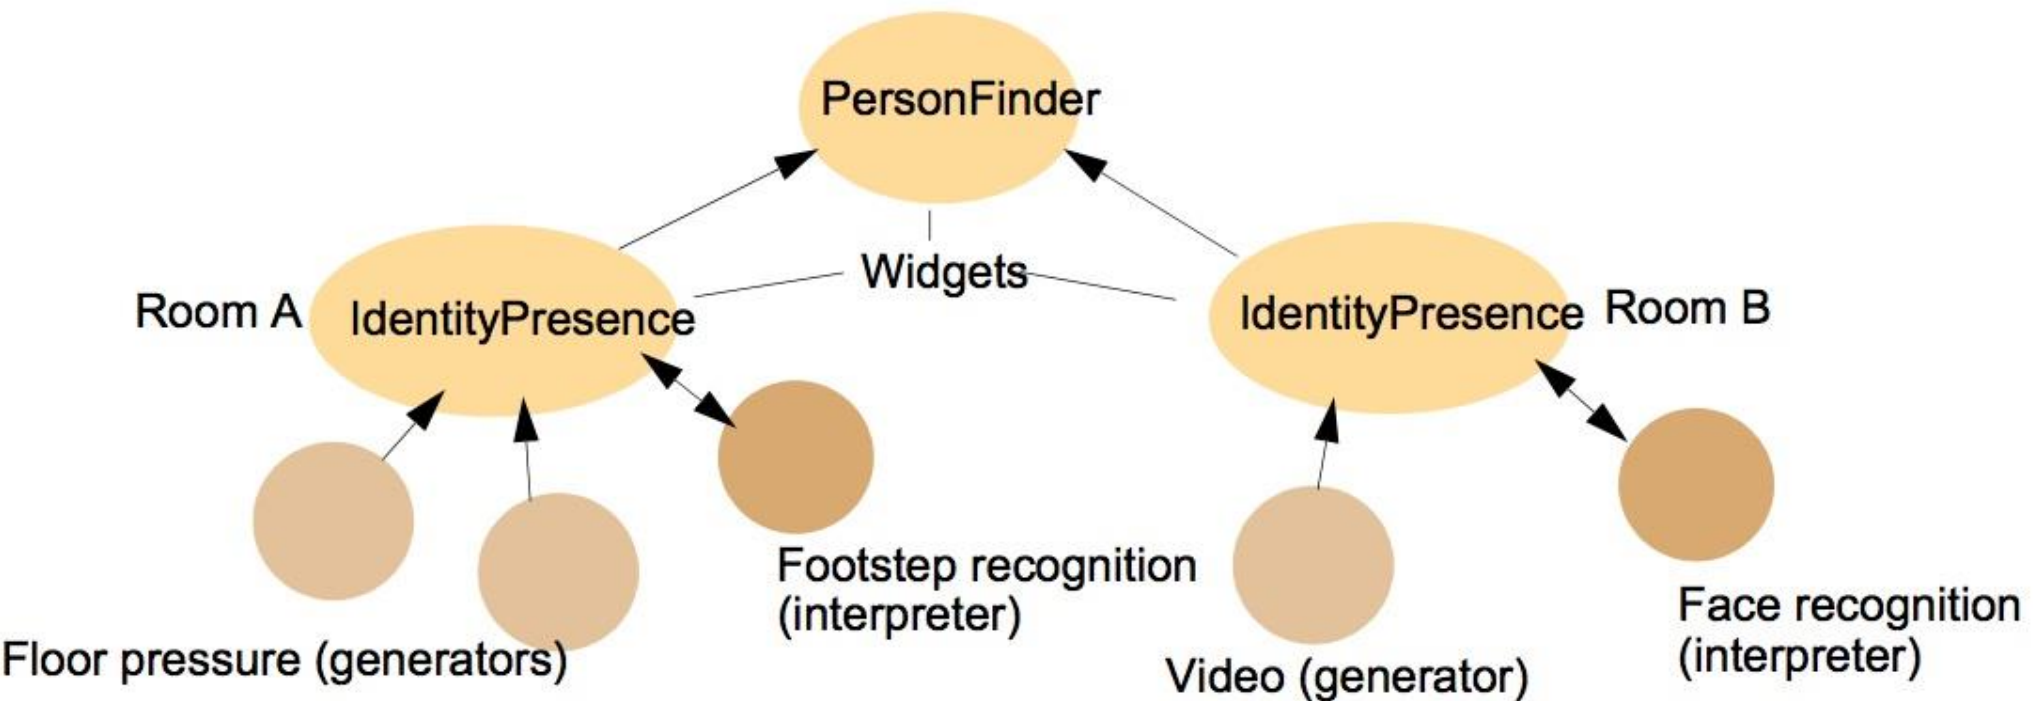 PersonFinder
Widgets
Room A
IdentityPresence
IdentityPresence
Room B
Footstep recognition
(interpreter)
Face recognition
(interpreter)
Floor pressure (generators)
Video (generator)